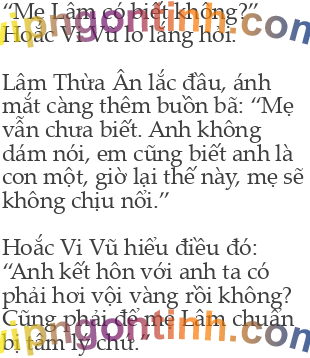 “Mẹ Lâm có biết không?”
Hoắc Vi Vũ lo lắng hỏi.
Lâm Thừa Ân lắc đầu, ánh
mắt càng thêm buồn bã: “Mẹ
vẫn chưa biết. Anh không
dám nói, em cũng biết anh là
con một, giờ lại thế này, mẹ sẽ
không chịu nổi.”
Hoắc Vi Vũ hiểu điều đó:
“Anh kết hôn với anh ta có
phải hơi vội vàng rồi không?
Cũng phải để mẹ Lâm chuẩn
bị tâm lý chứ.”
vipngontinh.com
vipngontinh.com